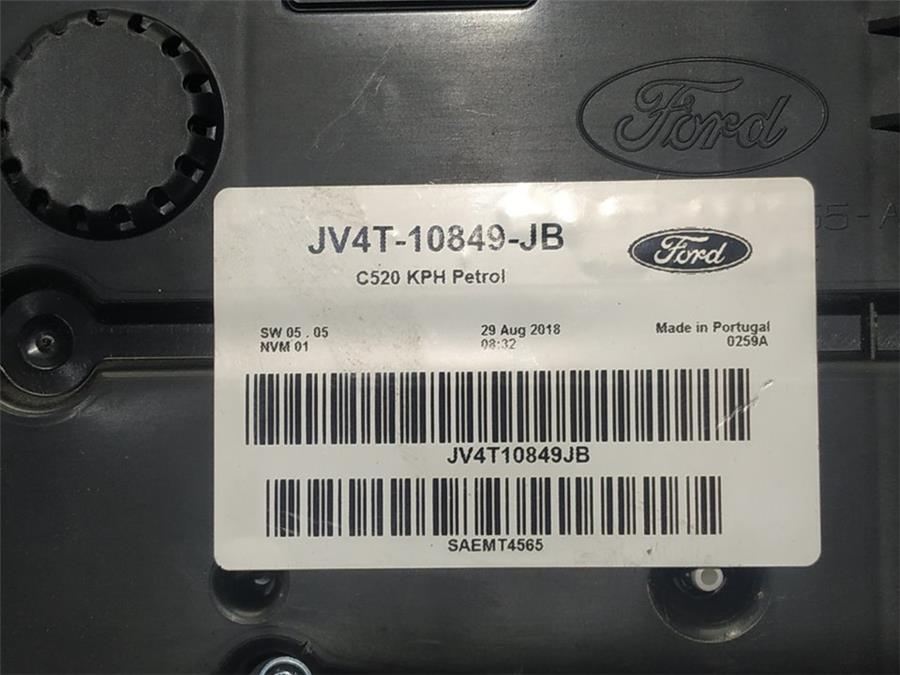 Ford
55-A
JV4T-10849-JB
Ford
C520 KPH Petrol
SW 05 . 05
29 Aug 2018
Made in Portugal
NVM 01
08:32
0259A
JV4T10849JB
SAEMT4565